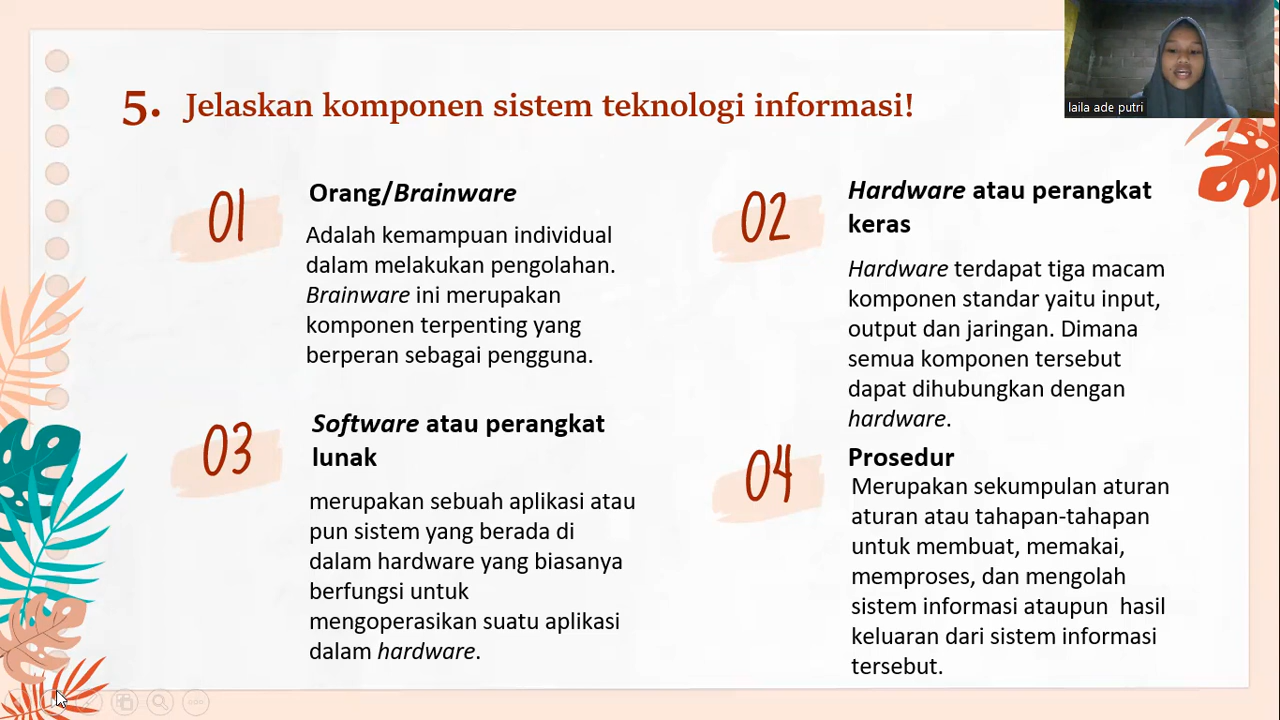 5. Jelaskan komponen sistem teknologi informasi!
laila ade putri
01
Orang/Brainware
Adalah kemampuan individual
dalam melakukan pengolahan.
Brainware ini merupakan
komponen terpenting yang
berperan sebagai pengguna.
02
Hardware atau perangkat
keras
Hardware terdapat tiga macam
komponen standar yaitu input,
output dan jaringan. Dimana
semua komponen tersebut
dapat dihubungkan dengan
hardware.
03
Software atau perangkat
lunak
merupakan sebuah aplikasi atau
pun sistem yang berada di
dalam hardware yang biasanya
berfungsi untuk
mengoperasikan suatu aplikasi
dalam hardware.
04
Prosedur
Merupakan sekumpulan aturan
aturan atau tahapan-tahapan
untuk membuat, memakai,
memproses, dan mengolah
sistem informasi ataupun  hasil
keluaran dari sistem informasi
tersebut.